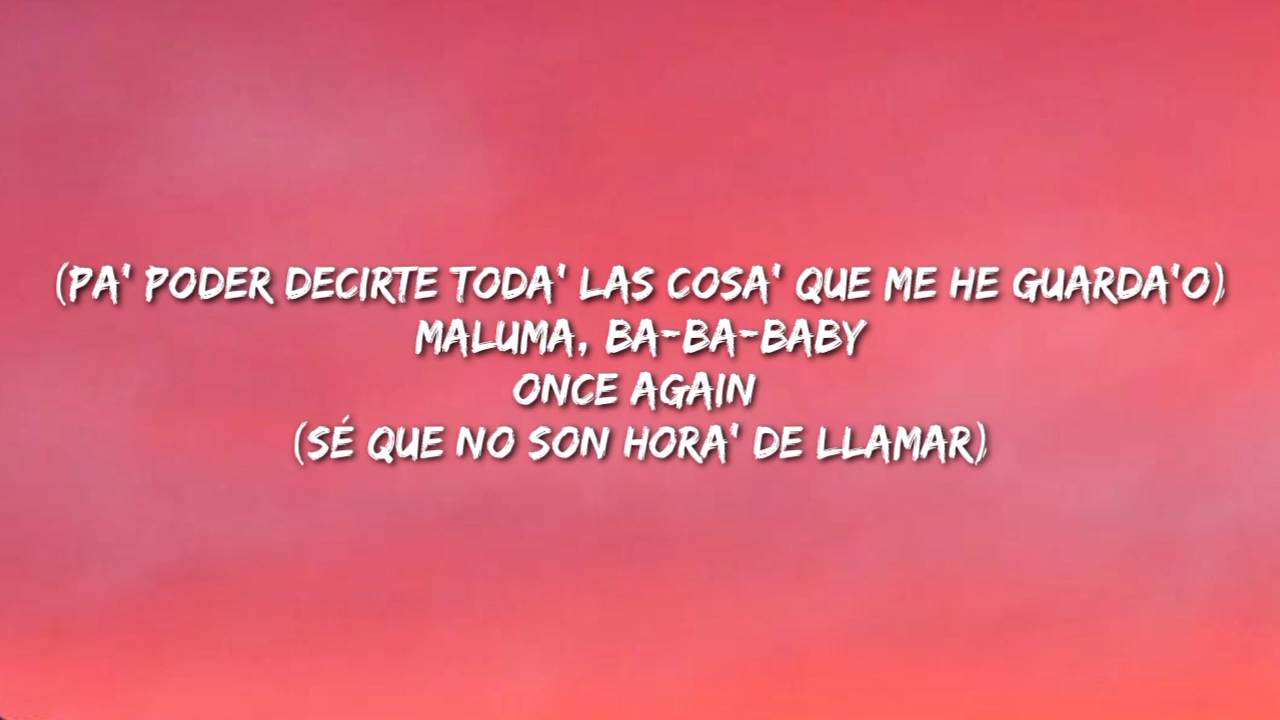 (PA' PODER DECIRTE TODA' LAS COSA' QUE ME HE GUARDA'O)
MALUMA, BA-BA-BABY
ONCE AGAIN
(SÉ QUE NO SON HORA' DE LLAMAR)